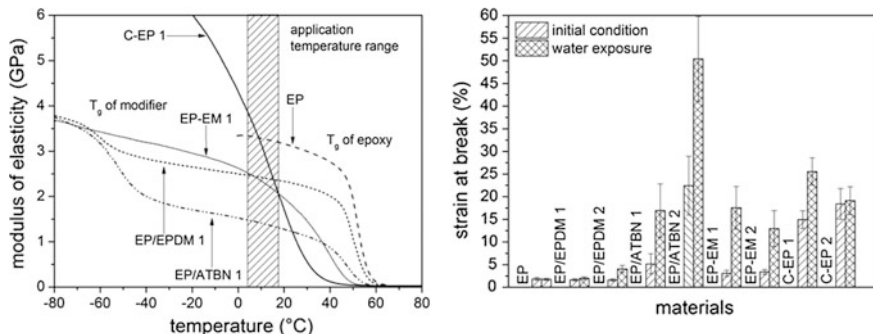 C-EP 1
application
temperature range
T_g of modifier
EP-EM 1
EP
T_g of epoxy
EP/EPDM 1
EP/ATBN 1
modulus of elasticity (GPa)
6
5
4
3
2
1
0
-80 -60 -40 -20 0 20 40 60 80
temperature (°C)
initial condition
water exposure
strain at break (%)
60
55
50
45
40
35
30
25
20
15
10
5
0
EP
EP/EPDM 1
EP/EPDM 2
EP/ATBN 1
EP/ATBN 2
EP-EM 1
EP-EM 2
C-EP 1
C-EP 2
materials